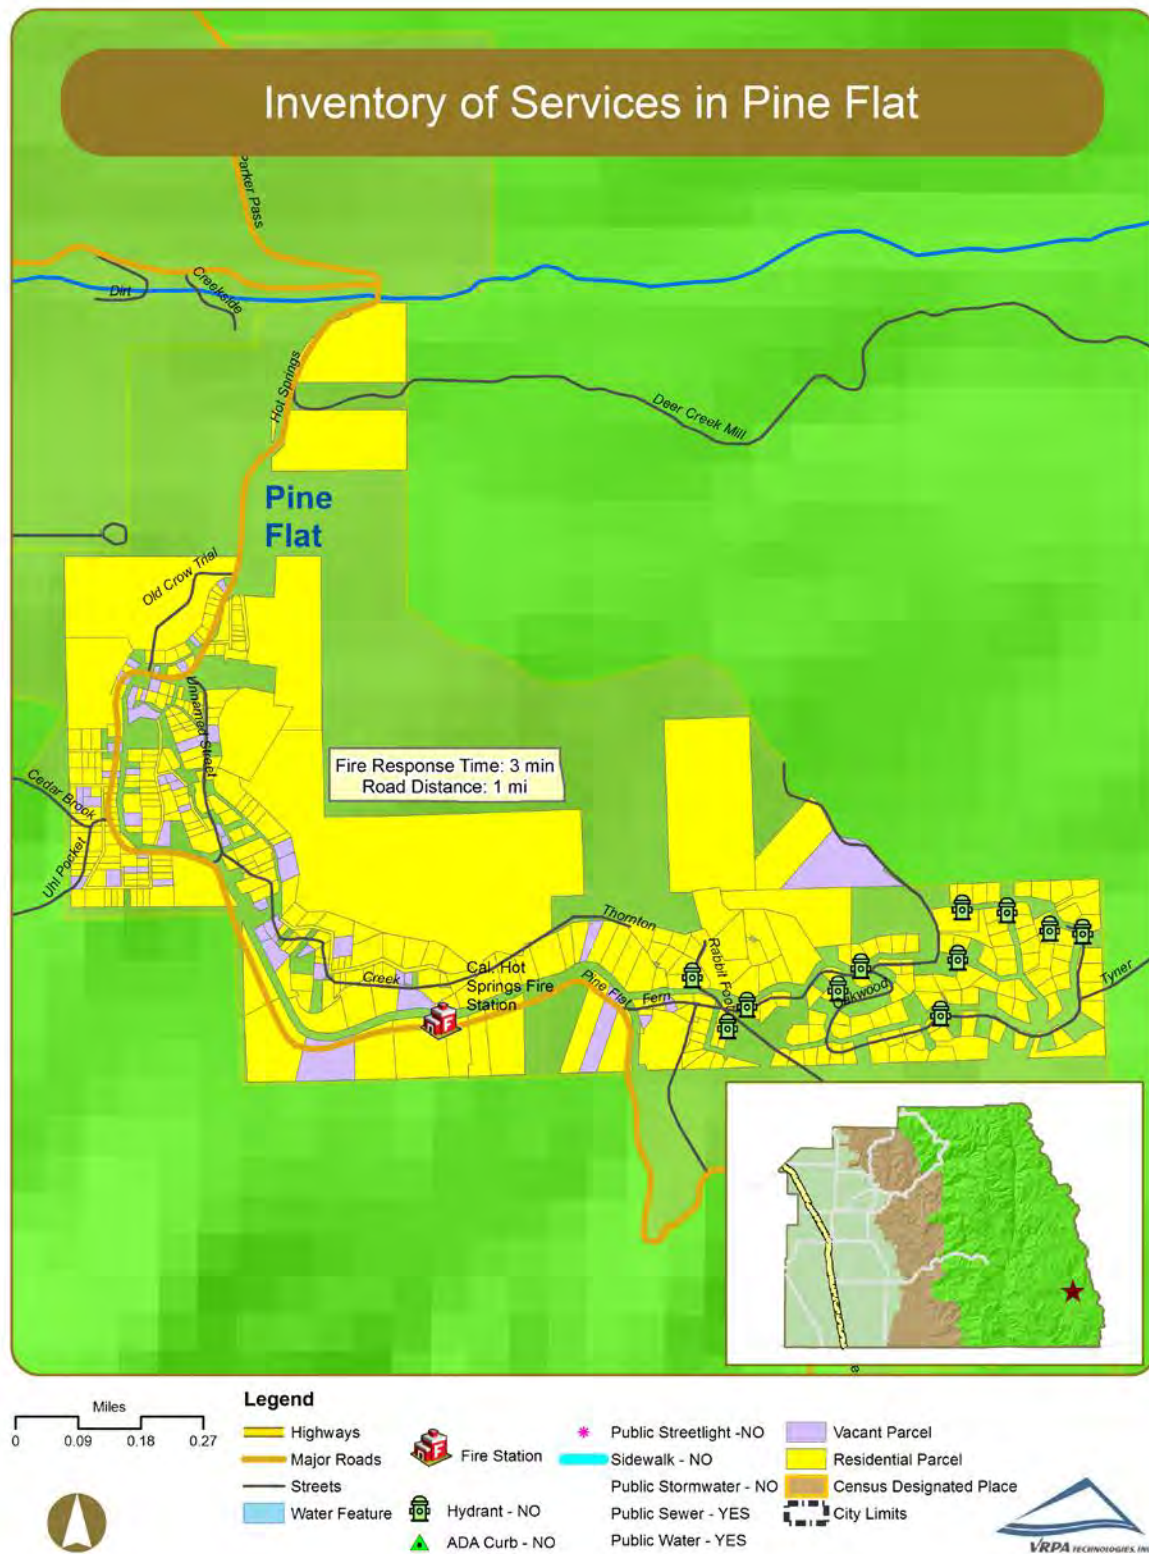 Inventory of Services in Pine Flat
Parker Pass
Dirt
Creekside
Hot Springs
Deer Creek Mill
Pine
Flat
Old Crow Trial
Unnamed Street
Fire Response Time: 3 min
Road Distance: 1 mi
Cedar Brook
Uhl Pocket
Thornton
Rabbit Foot
Creek
Cal. Hot
Springs Fire
Station
Pine Flat
Fern
Oakwood
Tyner
e
Legend
Miles
0 0.09 0.18 0.27
Highways
Major Roads
Streets
Water Feature
Fire Station
Hydrant - NO
ADA Curb - NO
Public Streetlight -NO
Sidewalk - NO
Public Stormwater - NO
Public Sewer - YES
Public Water - YES
Vacant Parcel
Residential Parcel
Census Designated Place
City Limits
VRPA TECHNOLOGIES, INC